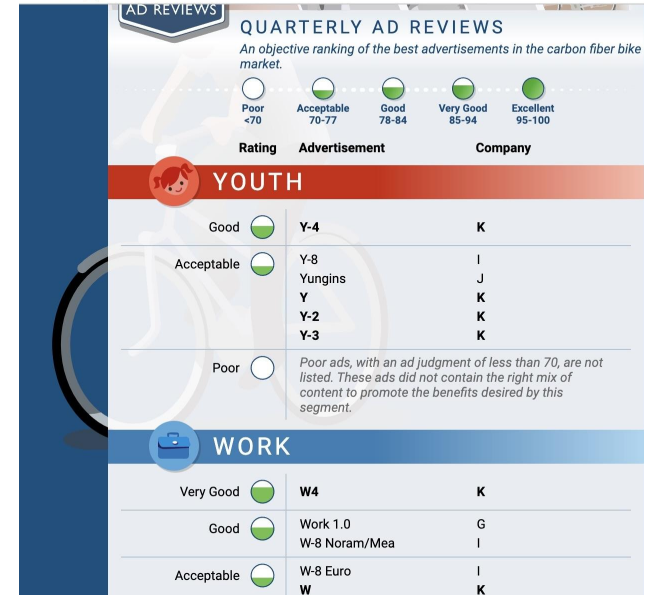 AD REVIEWS
QUARTERLY AD REVIEWS
An objective ranking of the best advertisements in the carbon fiber bike
market.
Poor Acceptable Good Very Good Excellent
<70 70-77 78-84 85-94 95-100
Rating Advertisement Company
YOUTH
Good Y-4 K
Acceptable Y-8 I
Yungins J
Y K
Y-2 K
Y-3 K
Poor Poor ads, with an ad judgment of less than 70, are not
listed. These ads did not contain the right mix of
content to promote the benefits desired by this
segment.
WORK
Very Good W4 K
Good Work 1.0 G
W-8 Noram/Mea I
Acceptable W-8 Euro I
W K